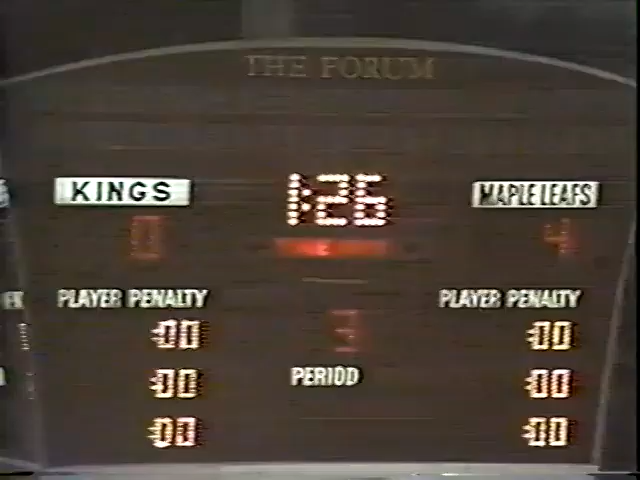 THE FORUM
KINGS
1:26
MAPLE LEAFS
0
4
PLAYER PENALTY
PLAYER PENALTY
3
:00
:00
PERIOD
:00
:00
:00
:00